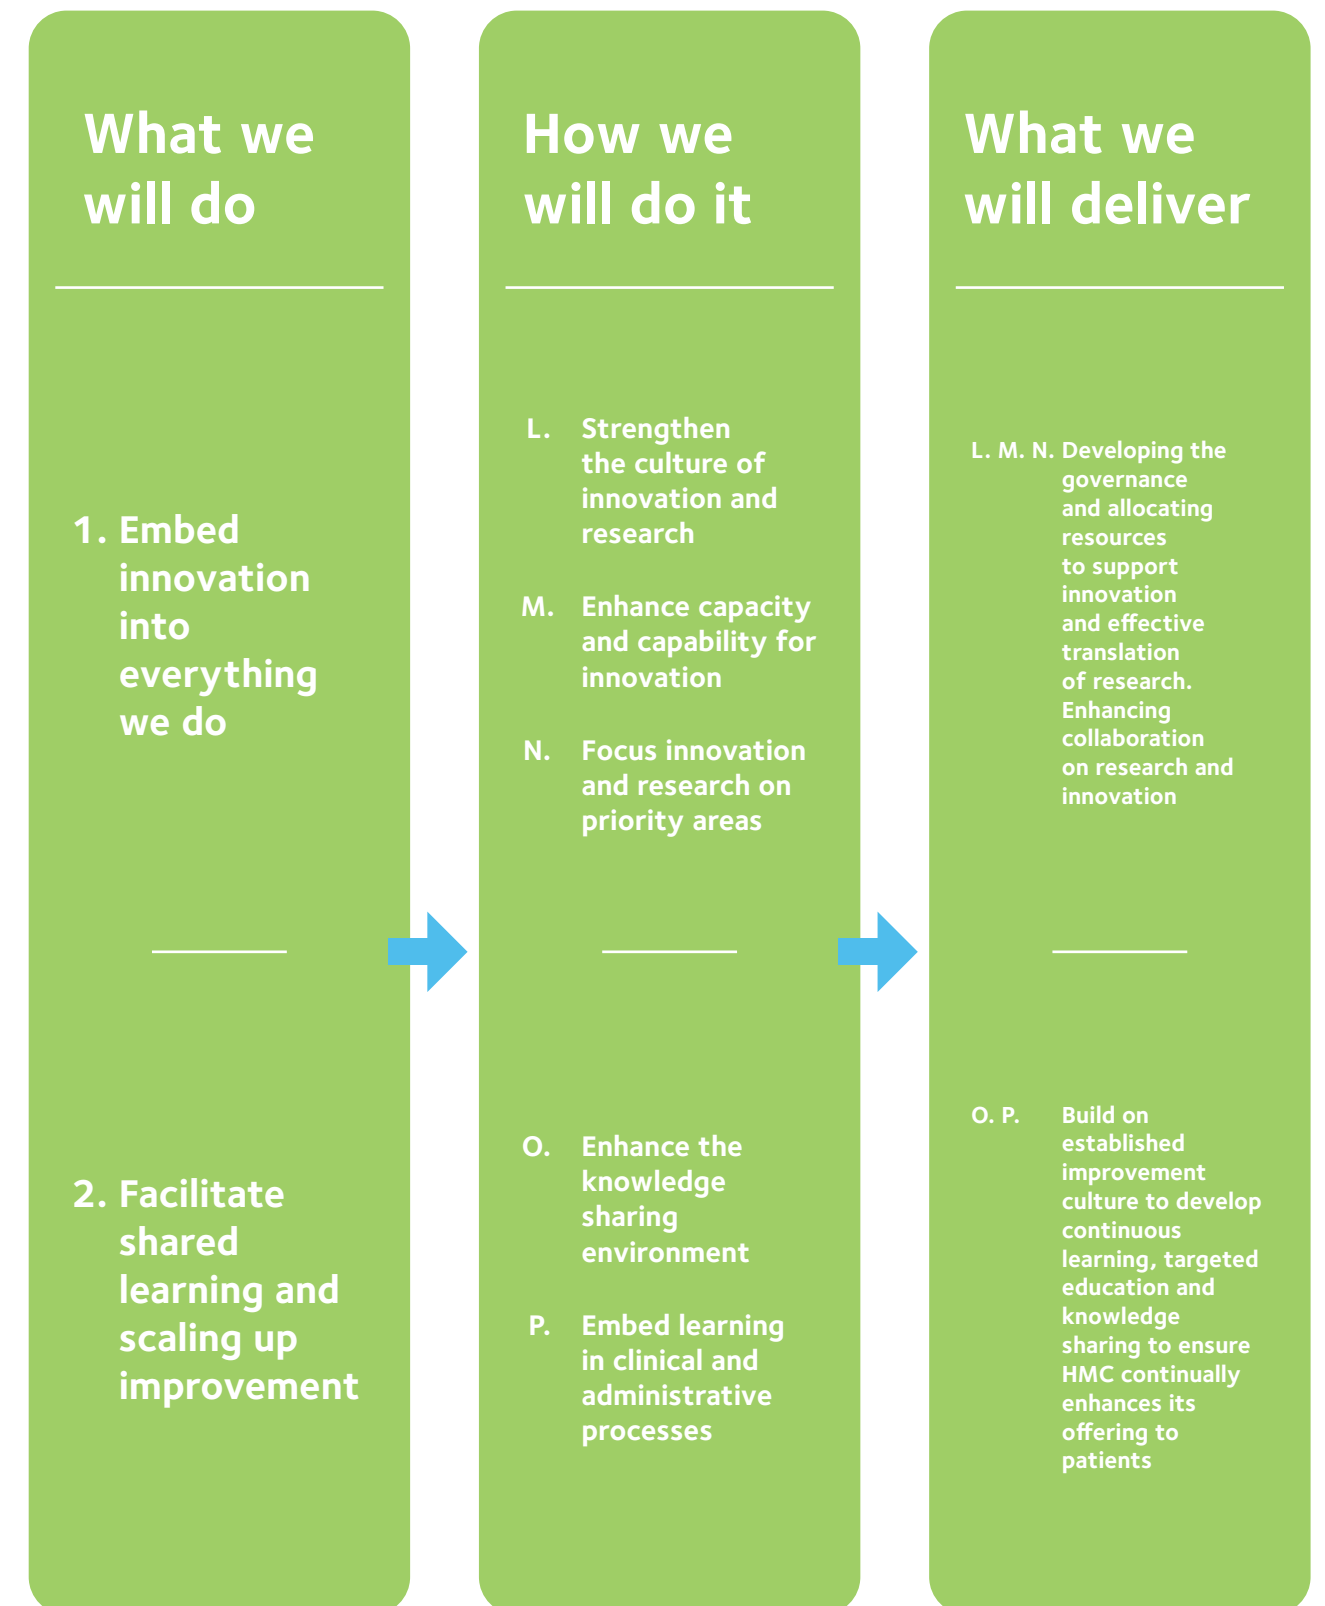 What we
will do
1. Embed
innovation
into
everything
we do
2. Facilitate
shared
learning and
scaling up
improvement
How we
will do it
L. Strengthen
the culture of
innovation and
research
M. Enhance capacity
and capability for
innovation
N. Focus innovation
and research on
priority areas
O. Enhance the
knowledge
sharing
environment
P. Embed learning
in clinical and
administrative
processes
What we
will deliver
L. M. N. Developing the
governance
and allocating
resources
to support
innovation
and effective
translation
of research.
Enhancing
collaboration
on research and
innovation
O. P. Build on
established
improvement
culture to develop
continuous
learning, targeted
education and
knowledge
sharing to ensure
HMC continually
enhances its
offering to
patients